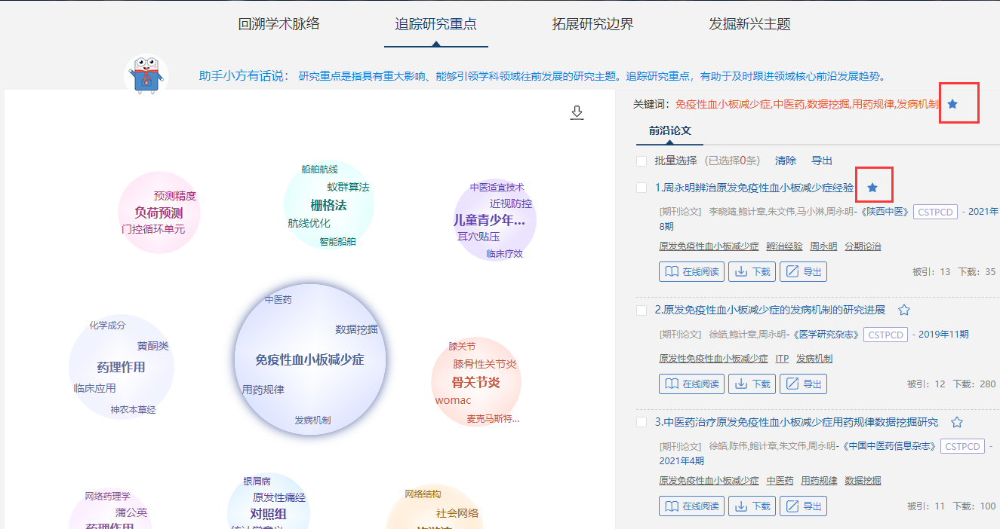 回溯学术脉络
追踪研究重点
拓展研究边界
发掘新兴主题
助手小方有话说： 研究重点是指具有重大影响、能够引领学科领域往前发展的研究主题。追踪研究重点，有助于及时跟进领域核心前沿发展趋势。
预测精度
负荷预测
门控循环单元
船舶航线
蚁群算法
栅格法
航线优化
智能船舶
中医适宜技术
近视防控
儿童青少年...
耳穴贴压
临床疗效
化学成分
黄酮类
药理作用
临床应用
神农本草经
中医药
数据挖掘
免疫性血小板减少症
用药规律
发病机制
膝关节
膝骨性关节炎
骨关节炎
womac
麦克马斯特...
网络药理学
蒲公英
药理作用
银屑病
原发性痛经
对照组
统计学意义
网络结构
社会网络
关键词： 免疫性血小板减少症,中医药,数据挖掘,用药规律,发病机制
前沿论文
批量选择 (已选择0条) 清除 导出
1.周永明辨治原发免疫性血小板减少症经验
[期刊论文] 李晓靖,鲍计章,朱文伟,马小淋,周永明-《陕西中医》 CSTPCD - 2021年
8期
原发免疫性血小板减少症 辨治经验 周永明 分期论治
在线阅读 下载 导出 被引：13 下载：35
2.原发免疫性血小板减少症的发病机制的研究进展
[期刊论文] 徐皓,鲍计章,周永明-《医学研究杂志》 CSTPCD - 2019年11期
原发性免疫性血小板减少症 ITP 发病机制
在线阅读 下载 导出 被引：12 下载：280
3.中医药治疗原发免疫性血小板减少症用药规律数据挖掘研究
[期刊论文] 徐皓,陈伟,鲍计章,朱文伟,周永明-《中国中医药信息杂志》 CSTPCD -
2021年4期
原发免疫性血小板减少症 中医药 用药规律 数据挖掘
在线阅读 下载 导出 被引：11 下载：100